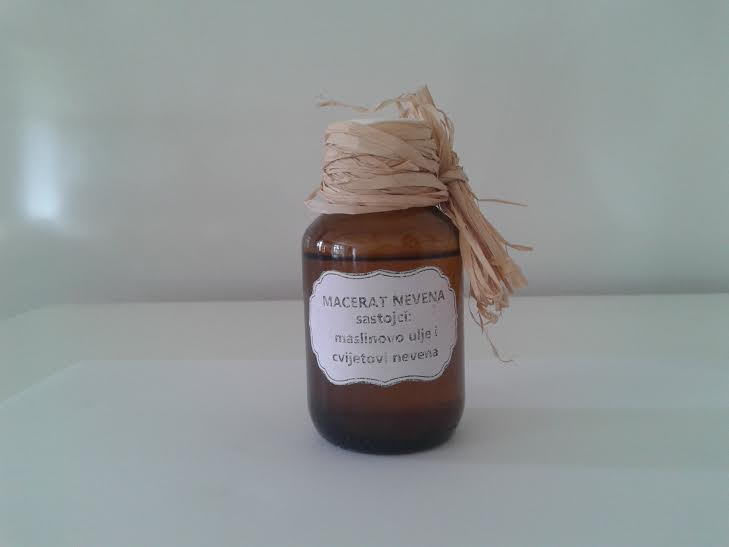 MACERAT NEVENA
sastojci:
maslinovo ulje i
cvijetovi nevena